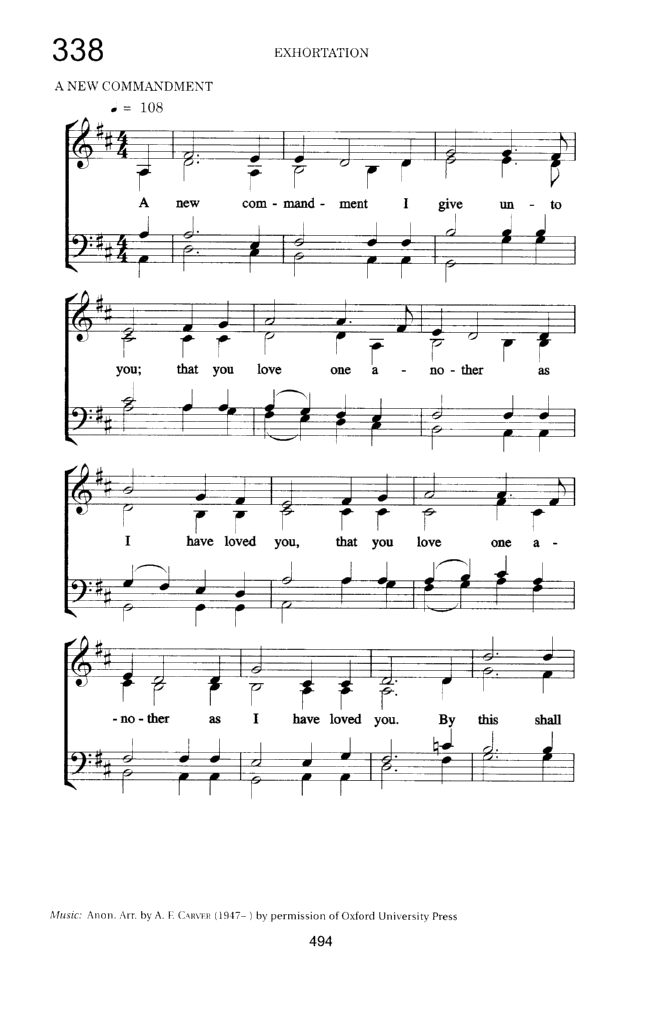 338
EXHORTATION
A NEW COMMANDMENT
♩ = 108
A new com - mand - ment I give un - to
you; that you love one a - no - ther as
I have loved you, that you love one a -
- no - ther as I have loved you. By this shall
Music: Anon. Arr. by A. F. CARVER (1947– ) by permission of Oxford University Press
494